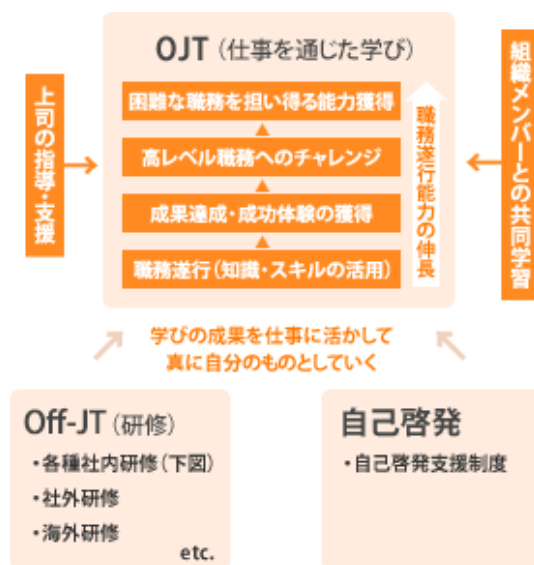 OJT（仕事を通じた学び）
上司の指導・支援
困難な職務を担い得る能力獲得
高レベル職務へのチャレンジ
成果達成・成功体験の獲得
職務遂行（知識・スキルの活用）
職務遂行能力の伸長
組織メンバーとの共同学習
学びの成果を仕事に活かして
真に自分のものとしていく
Off-JT（研修）
・各種社内研修（下図）
・社外研修
・海外研修
etc.
自己啓発
・自己啓発支援制度